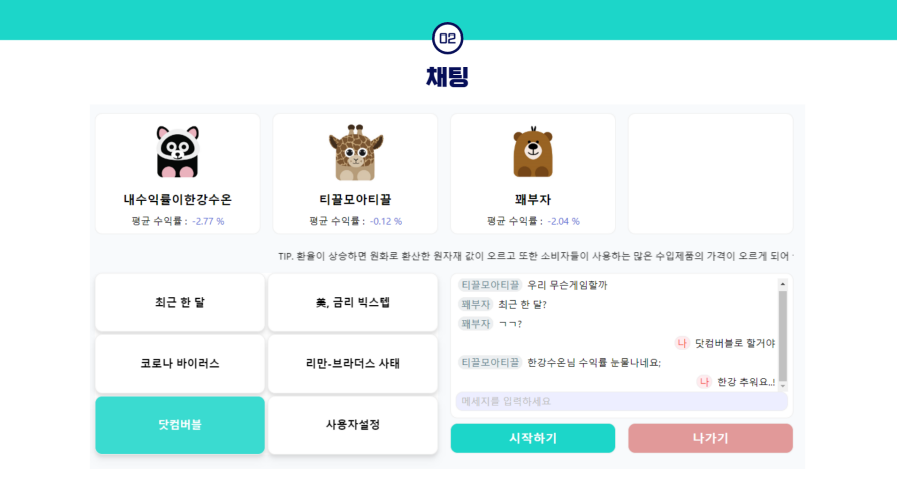 02
채팅
내수익률이한강수온
평균 수익률 : -2.77 %
티끌모아티끌
평균 수익률 : -0.12 %
꽤부자
평균 수익률 : -2.04 %
TIP. 환율이 상승하면 원화로 환산한 원자재 값이 오르고 또한 소비자들이 사용하는 많은 수입제품의 가격이 오르게 되어
최근 한 달
美, 금리 빅스텝
코로나 바이러스
리만-브라더스 사태
닷컴버블
사용자설정
티끌모아티끌 우리 무슨게임할까
꽤부자 최근 한 달?
꽤부자 ㄱㄱ?
나 닷컴버블로 할거야
티끌모아티끌 한강수온님 수익률 눈물나네요;
나 한강 추워요..!
메세지를 입력하세요
시작하기
나가기